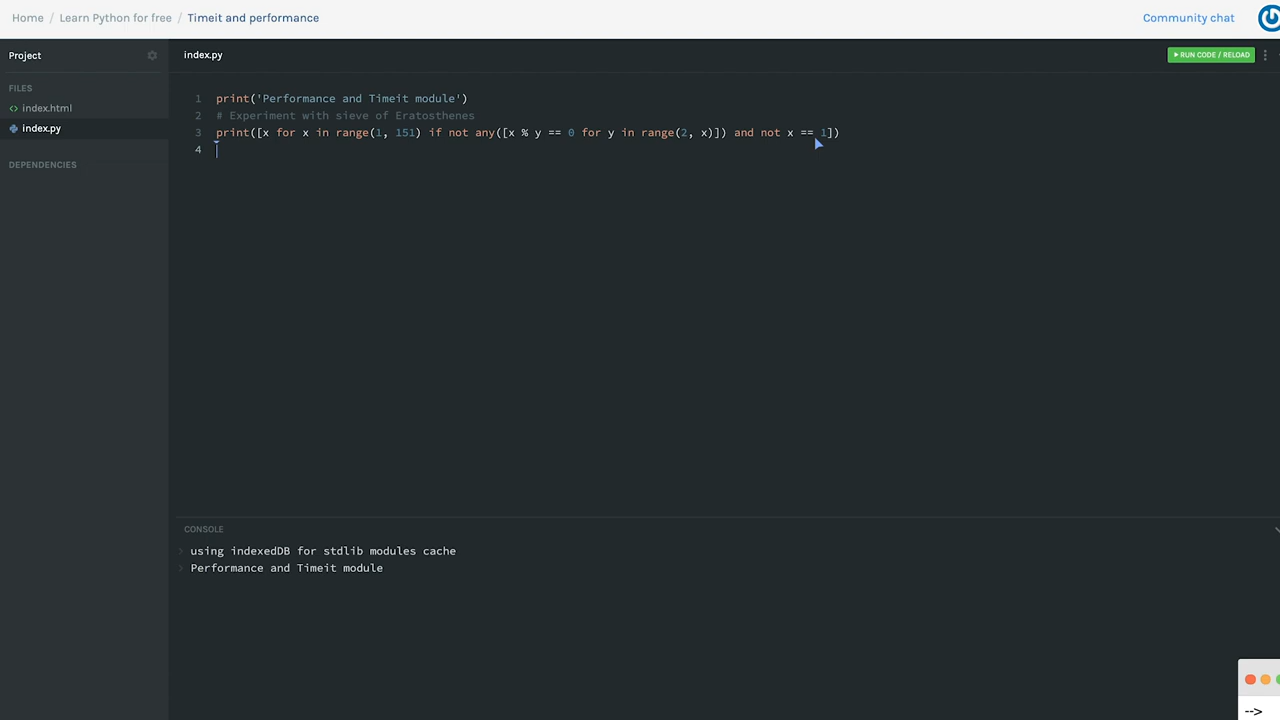 Home / Learn Python for free / Timeit and performance
Community chat
Project
index.py
RUN CODE / RELOAD
FILES
index.html
index.py
DEPENDENCIES
1 print('Performance and Timeit module')
2 # Experiment with sieve of Eratosthenes
3 print([x for x in range(1, 151) if not any([x % y == 0 for y in range(2, x)]) and not x == 1])
4
CONSOLE
using indexedDB for stdlib modules cache
Performance and Timeit module
-->